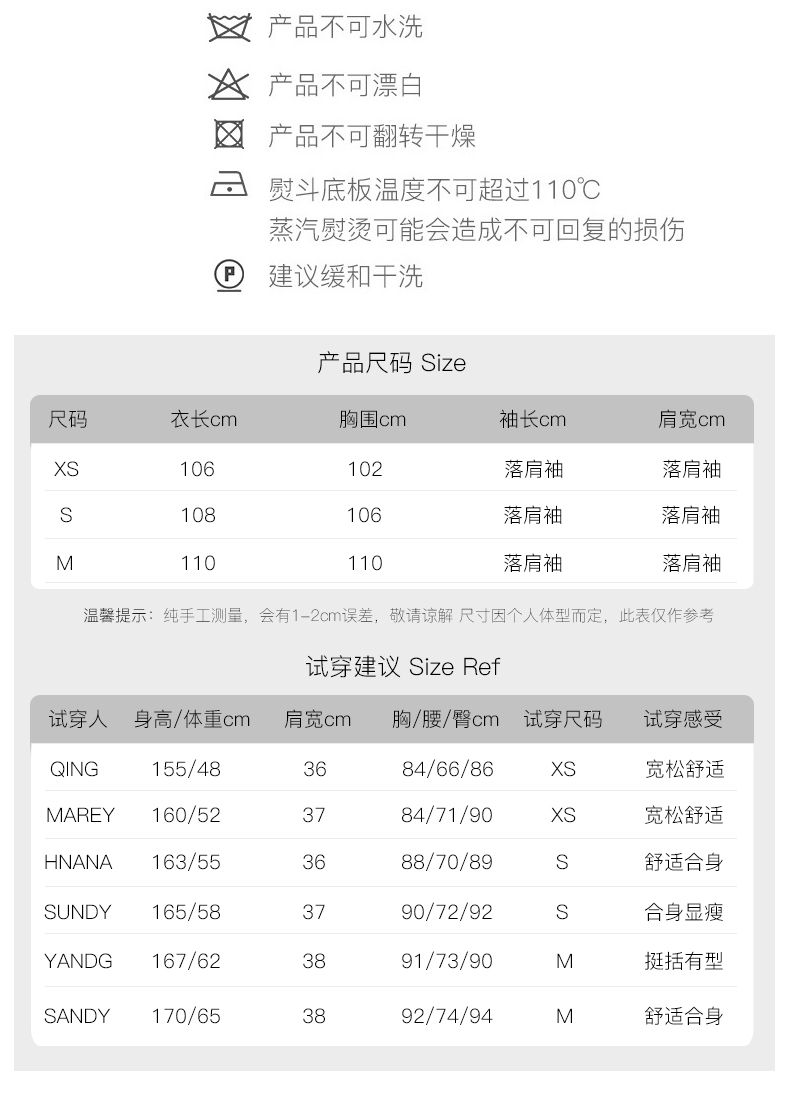 产品不可水洗
产品不可漂白
产品不可翻转干燥
熨斗底板温度不可超过110℃
蒸汽熨烫可能会造成不可回复的损伤
P 建议缓和干洗
产品尺码 Size
尺码 衣长cm 胸围cm 袖长cm 肩宽cm
XS 106 102 落肩袖 落肩袖
S 108 106 落肩袖 落肩袖
M 110 110 落肩袖 落肩袖
温馨提示：纯手工测量，会有1-2cm误差，敬请谅解 尺寸因个人体型而定，此表仅作参考
试穿建议 Size Ref
试穿人 身高/体重cm 肩宽cm 胸/腰/臀cm 试穿尺码 试穿感受
QING 155/48 36 84/66/86 XS 宽松舒适
MAREY 160/52 37 84/71/90 XS 宽松舒适
HNANA 163/55 36 88/70/89 S 舒适合身
SUNDY 165/58 37 90/72/92 S 合身显瘦
YANDG 167/62 38 91/73/90 M 挺括有型
SANDY 170/65 38 92/74/94 M 舒适合身